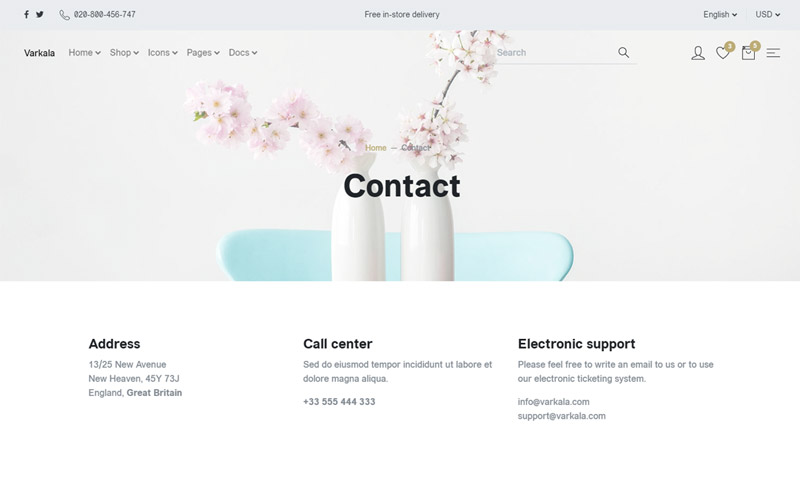 020-800-456-747
Free in-store delivery
English
USD
Varkala
Home
Shop
Icons
Pages
Docs
Search
3
5
Home — Contact
Contact
Address
13/25 New Avenue
New Heaven, 45Y 73J
England, Great Britain
Call center
Sed do eiusmod tempor incididunt ut labore et
dolore magna aliqua.
+33 555 444 333
Electronic support
Please feel free to write an email to us or to use
our electronic ticketing system.
info@varkala.com
support@varkala.com